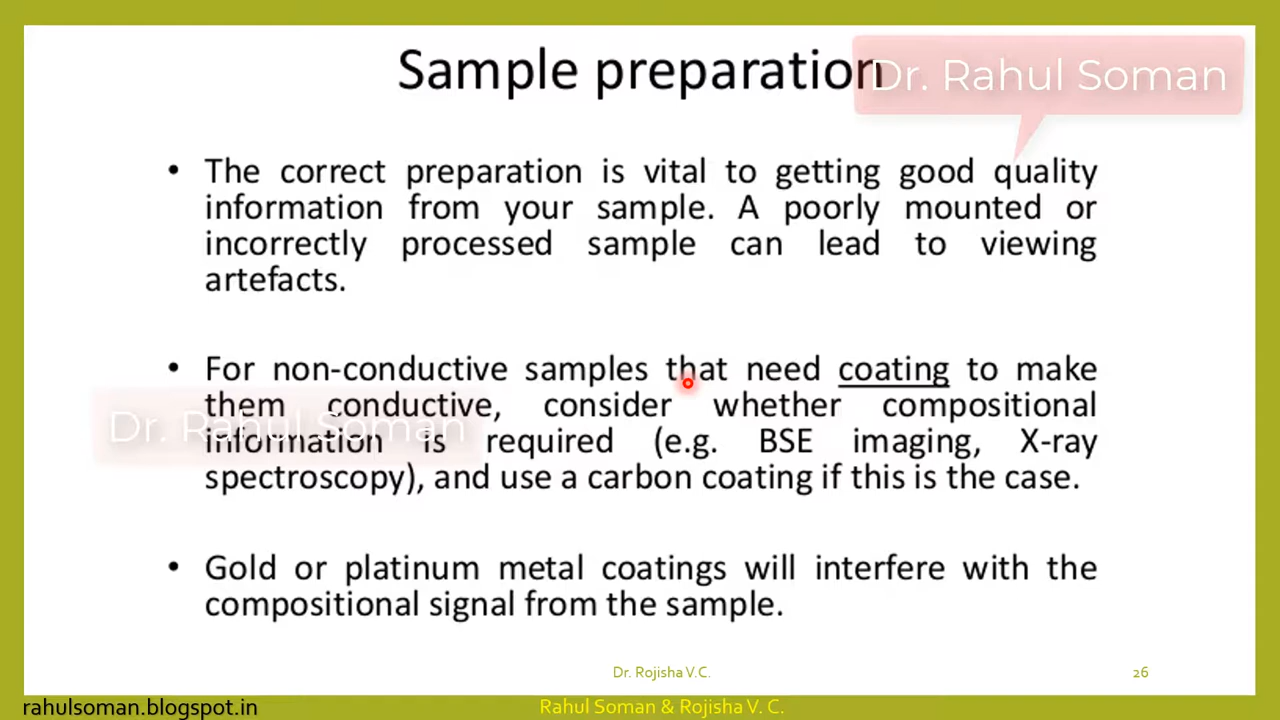 Sample preparation
Dr. Rahul Soman
• The correct preparation is vital to getting good quality
information from your sample. A poorly mounted or
incorrectly processed sample can lead to viewing
artefacts.
• For non-conductive samples that need coating to make
them conductive, consider whether compositional
Dr. Rahul Soman
information is required (e.g. BSE imaging, X-ray
spectroscopy), and use a carbon coating if this is the case.
• Gold or platinum metal coatings will interfere with the
compositional signal from the sample.
Dr. Rojisha V.C.
26
rahulsoman.blogspot.in
Rahul Soman & Rojisha V. C.